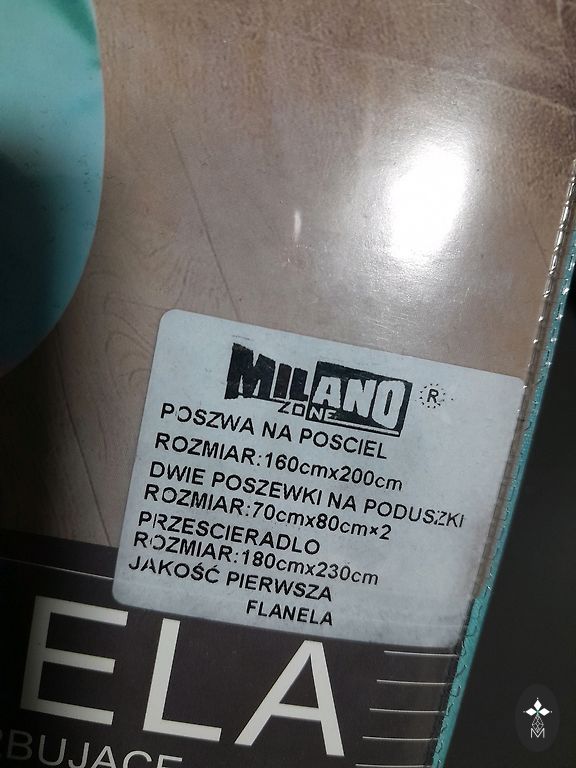 MILANO
ZONE
R
POSZWA NA POSCIEL
ROZMIAR:160cmx200cm
DWIE POSZEWKI NA PODUSZKI
ROZMIAR:70cmx80cm×2
PRZESCIERADLO
ROZMIAR:180cmx230cm
JAKOŚĆ PIERWSZA
FLANELA
ELA
RBUJĄCE
M